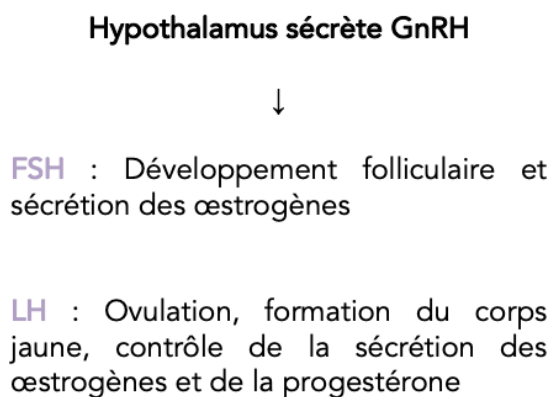 Hypothalamus sécrète GnRH
↓
FSH : Développement folliculaire et
sécrétion des œstrogènes
LH : Ovulation, formation du corps
jaune, contrôle de la sécrétion des
œstrogènes et de la progestérone